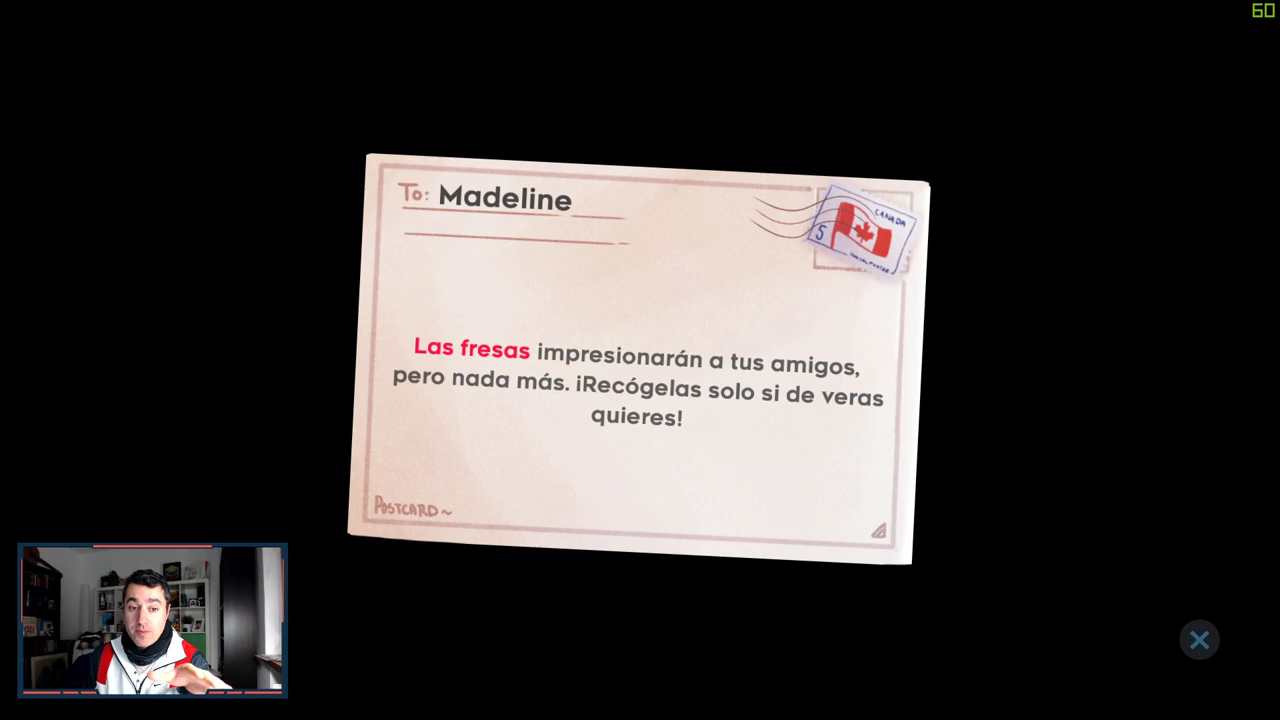 60
To: Madeline
CANADA
5
Las fresas impresionarán a tus amigos,
pero nada más. ¡Recógelas solo si de veras
quieres!
POSTCARD~